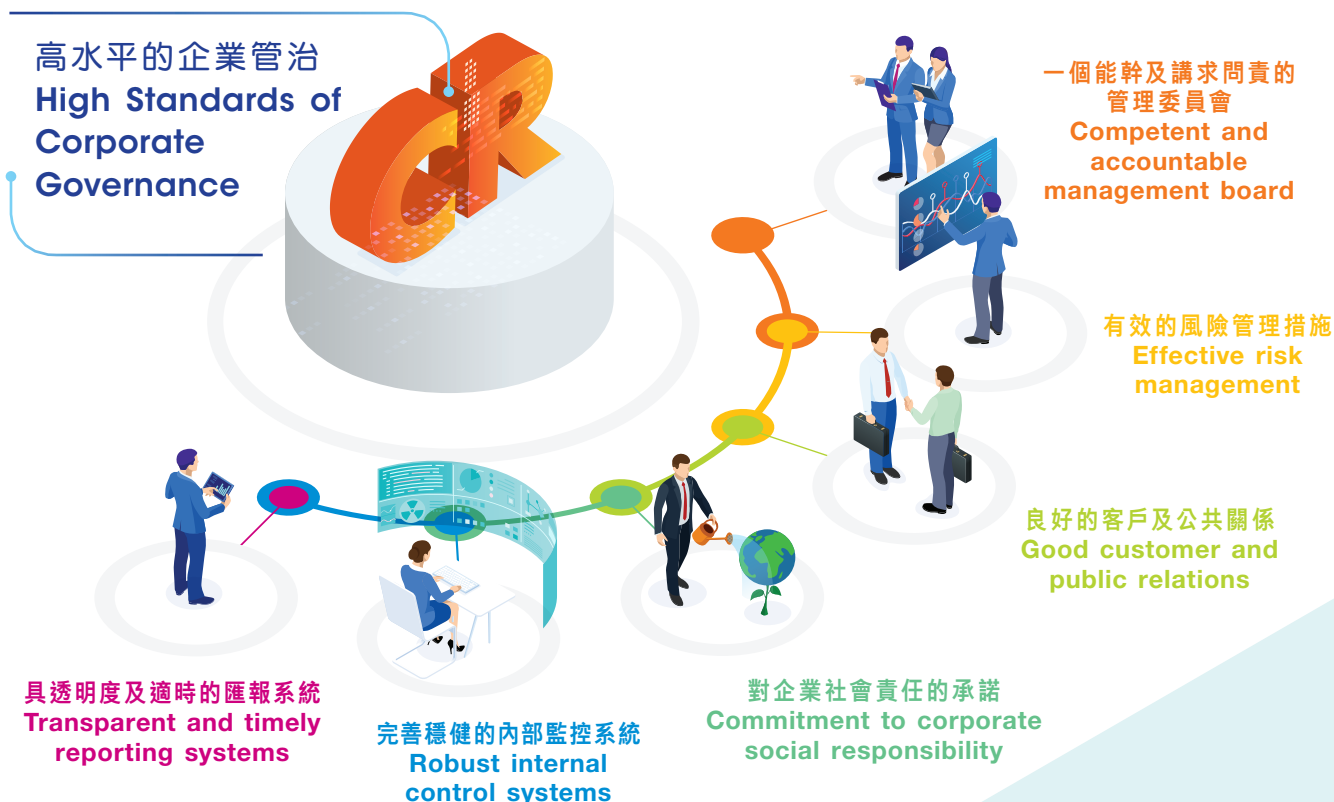 高水平的企業管治
High Standards of
Corporate
Governance
CR
一個能幹及講求問責的
管理委員會
Competent and
accountable
management board
有效的風險管理措施
Effective risk
management
良好的客戶及公共關係
Good customer and
public relations
對企業社會責任的承諾
Commitment to corporate
social responsibility
完善穩健的內部監控系統
Robust internal
control systems
具透明度及適時的匯報系統
Transparent and timely
reporting systems